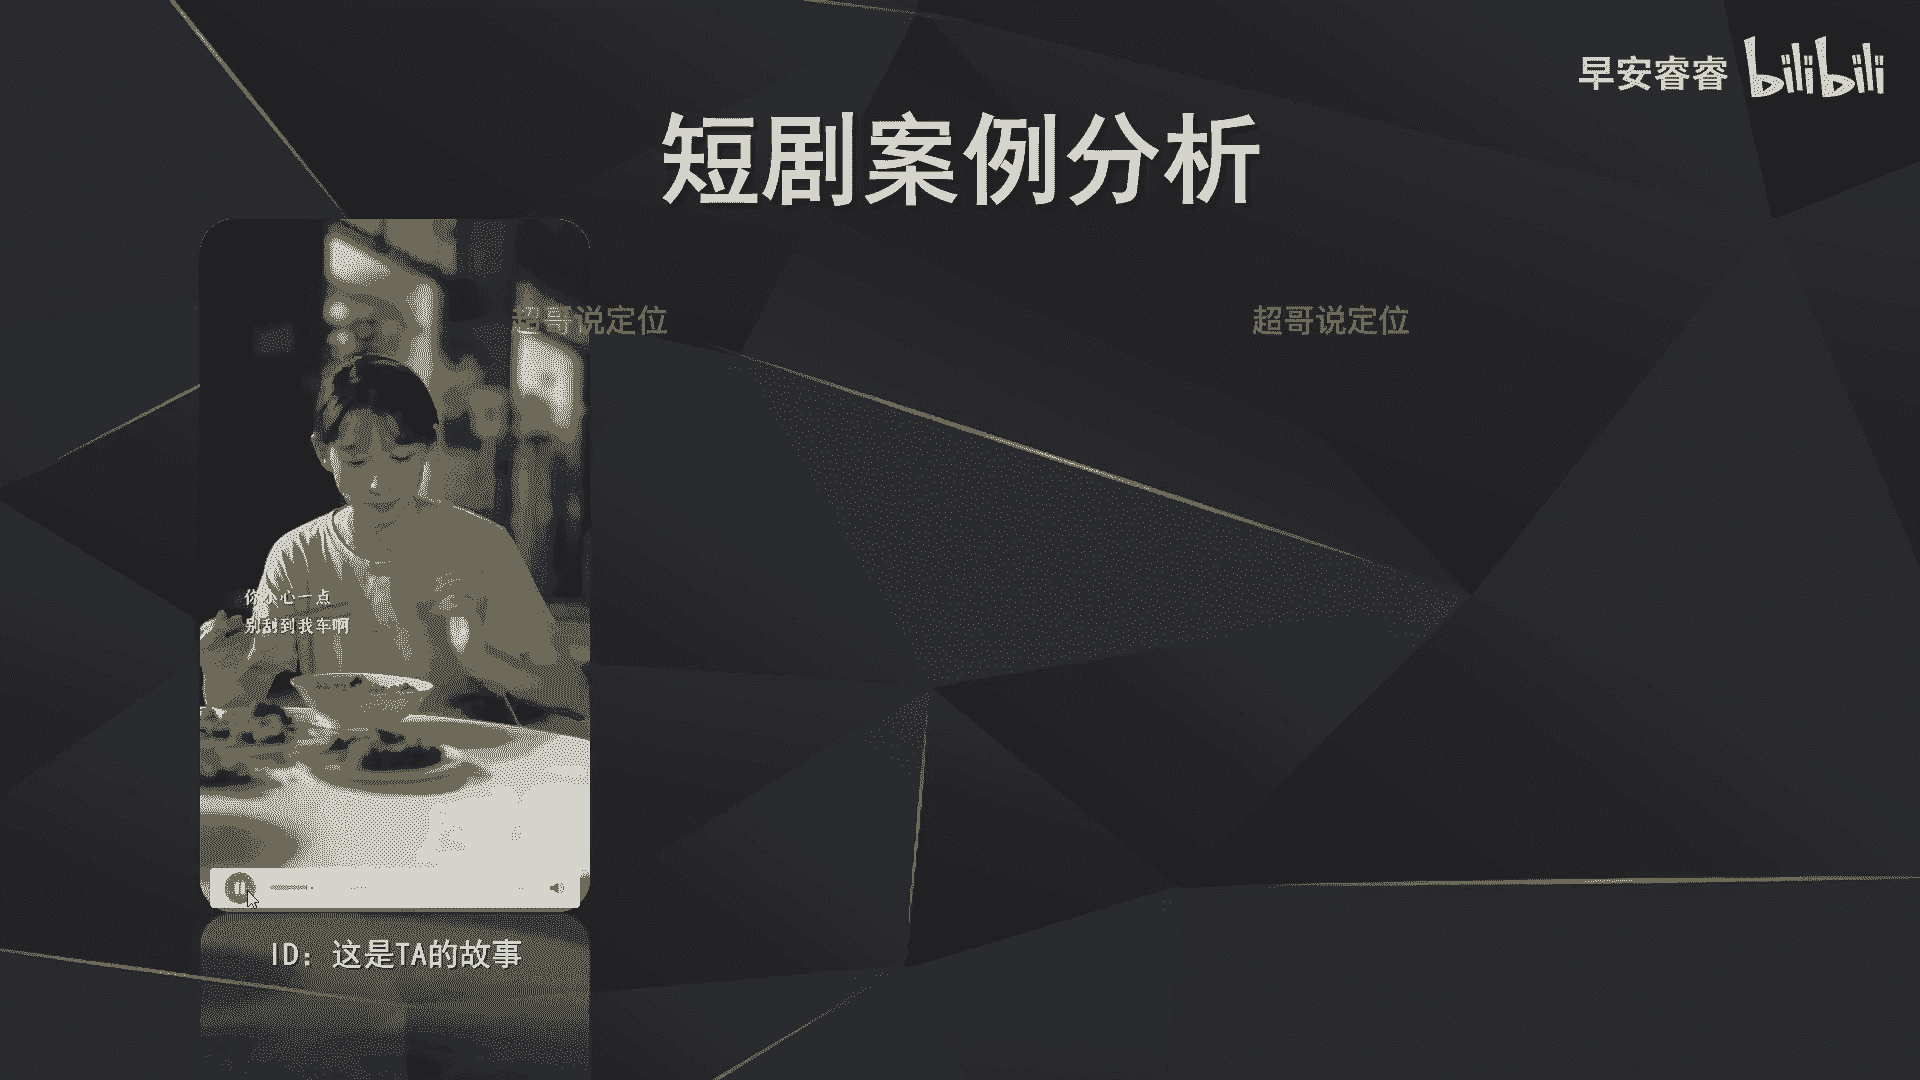 早安睿睿 bilibili
短剧案例分析
超哥说定位 超哥说定位
你小心一点
别刮到我车啊
ID：这是TA的故事